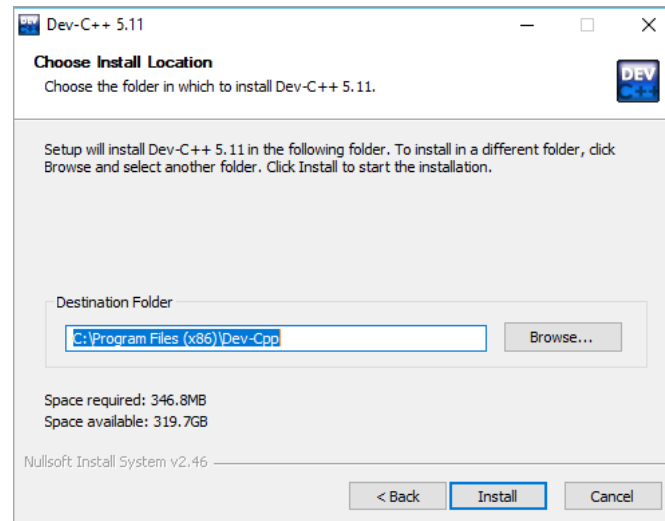 Dev-C++ 5.11
Choose Install Location
Choose the folder in which to install Dev-C++ 5.11.
DEV
C++
Setup will install Dev-C++ 5.11 in the following folder. To install in a different folder, click
Browse and select another folder. Click Install to start the installation.
Destination Folder
C:\Program Files (x86)\Dev-Cpp
Browse...
Space required: 346.8MB
Space available: 319.7GB
Nullsoft Install System v2.46
< Back
Install
Cancel